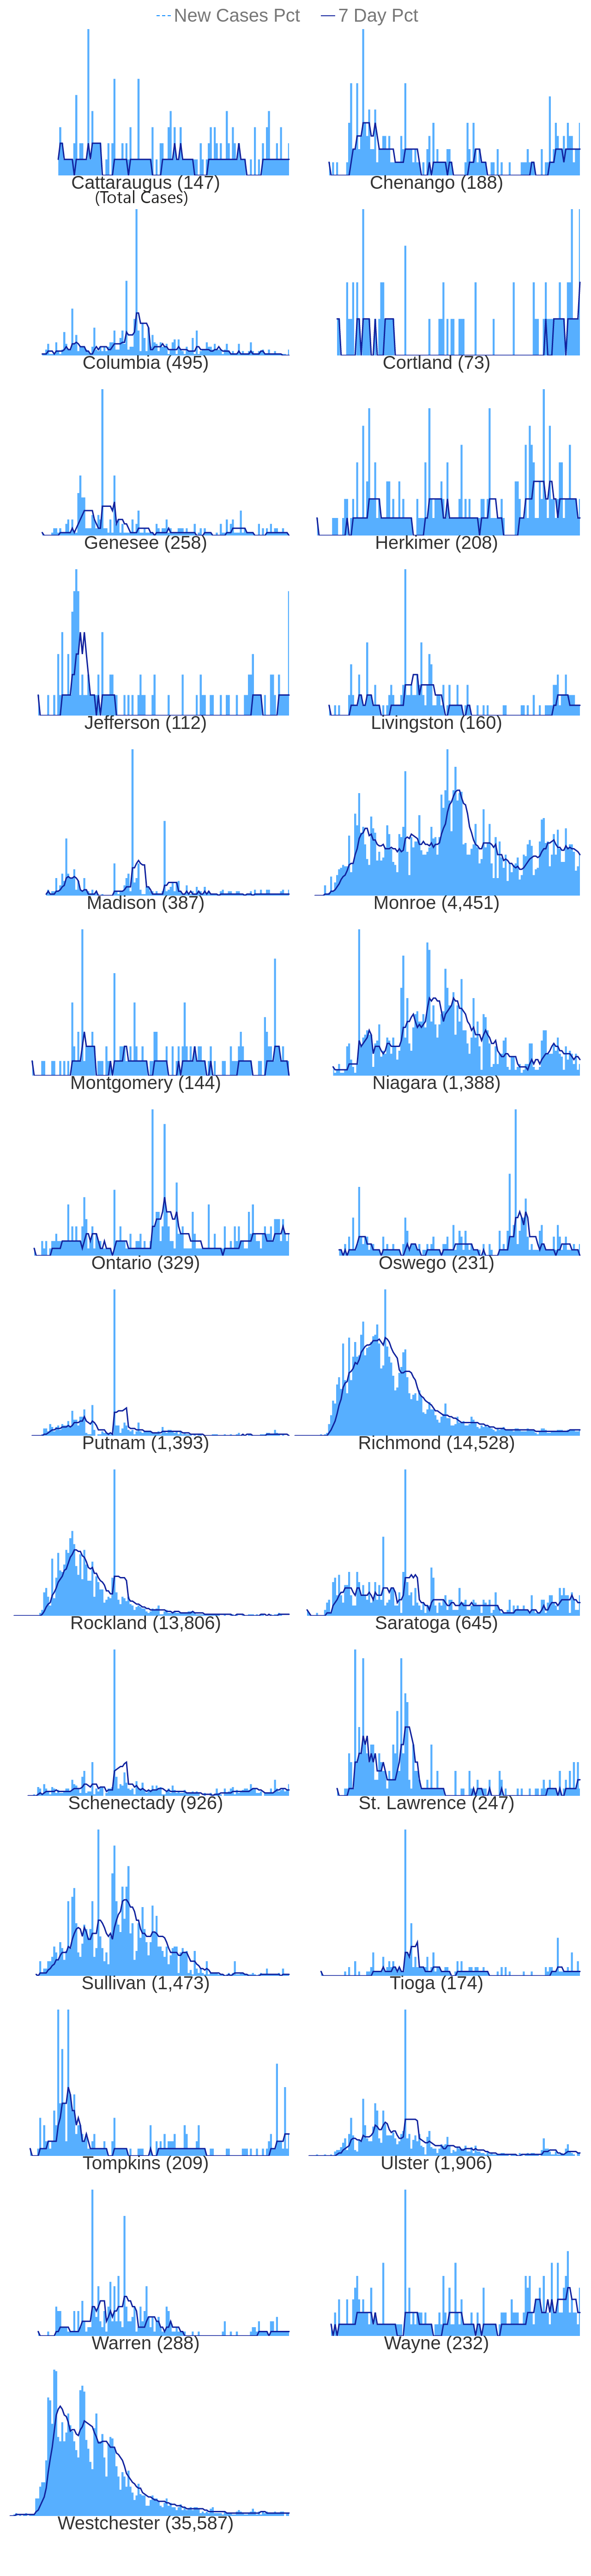 New Cases Pct 7 Day Pct
Cattaraugus (147) Chenango (188)
(Total Cases)
Columbia (495) Cortland (73)
Genesee (258) Herkimer (208)
Jefferson (112) Livingston (160)
Madison (387) Monroe (4,451)
Montgomery (144) Niagara (1,388)
Ontario (329) Oswego (231)
Putnam (1,393) Richmond (14,528)
Rockland (13,806) Saratoga (645)
Schenectady (926) St. Lawrence (247)
Sullivan (1,473) Tioga (174)
Tompkins (209) Ulster (1,906)
Warren (288) Wayne (232)
Westchester (35,587)